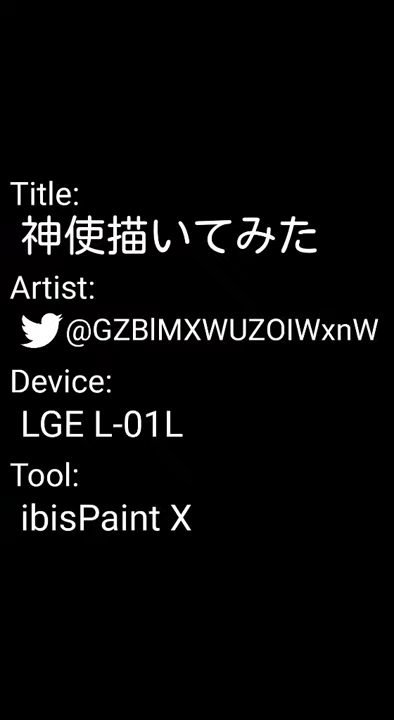 Title:
神使描いてみた
Artist:
@GZBlMXWUZOIWxnW
Device:
LGE L-01L
Tool:
ibisPaint X